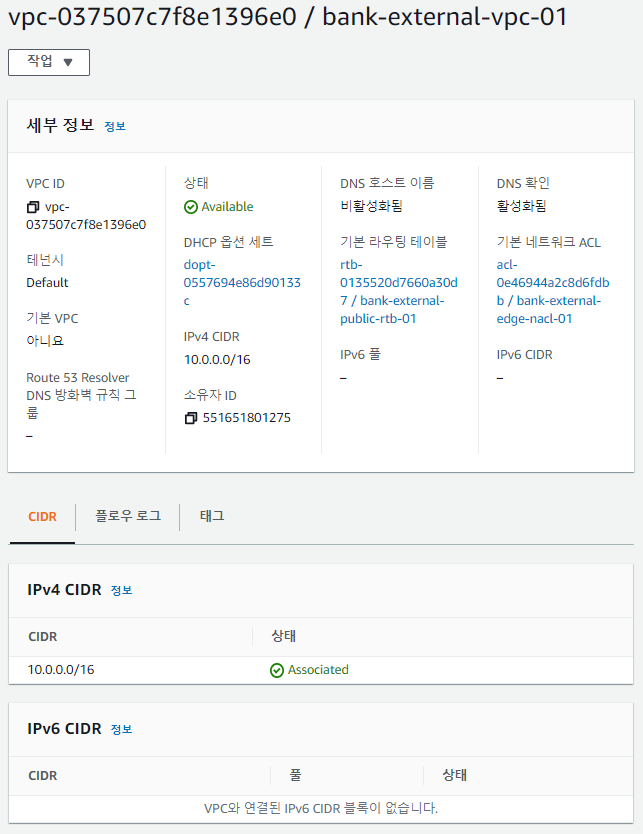 vpc-037507c7f8e1396e0 / bank-external-vpc-01
작업 ▼
세부 정보 정보
VPC ID
vpc-
037507c7f8e1396e0
테넌시
Default
기본 VPC
아니요
Route 53 Resolver
DNS 방화벽 규칙 그
룹
–
상태
Available
DHCP 옵션 세트
dopt-
0557694e86d90133
c
IPv4 CIDR
10.0.0.0/16
소유자 ID
551651801275
DNS 호스트 이름
비활성화됨
기본 라우팅 테이블
rtb-
0135520d7660a30d
7 / bank-external-
public-rtb-01
IPv6 풀
–
DNS 확인
활성화됨
기본 네트워크 ACL
acl-
0e46944a2c8d6fdb
b / bank-external-
edge-nacl-01
IPv6 CIDR
–
CIDR 플로우 로그 태그
IPv4 CIDR 정보
CIDR 상태
10.0.0.0/16 Associated
IPv6 CIDR 정보
CIDR 풀 상태
VPC와 연결된 IPv6 CIDR 블록이 없습니다.